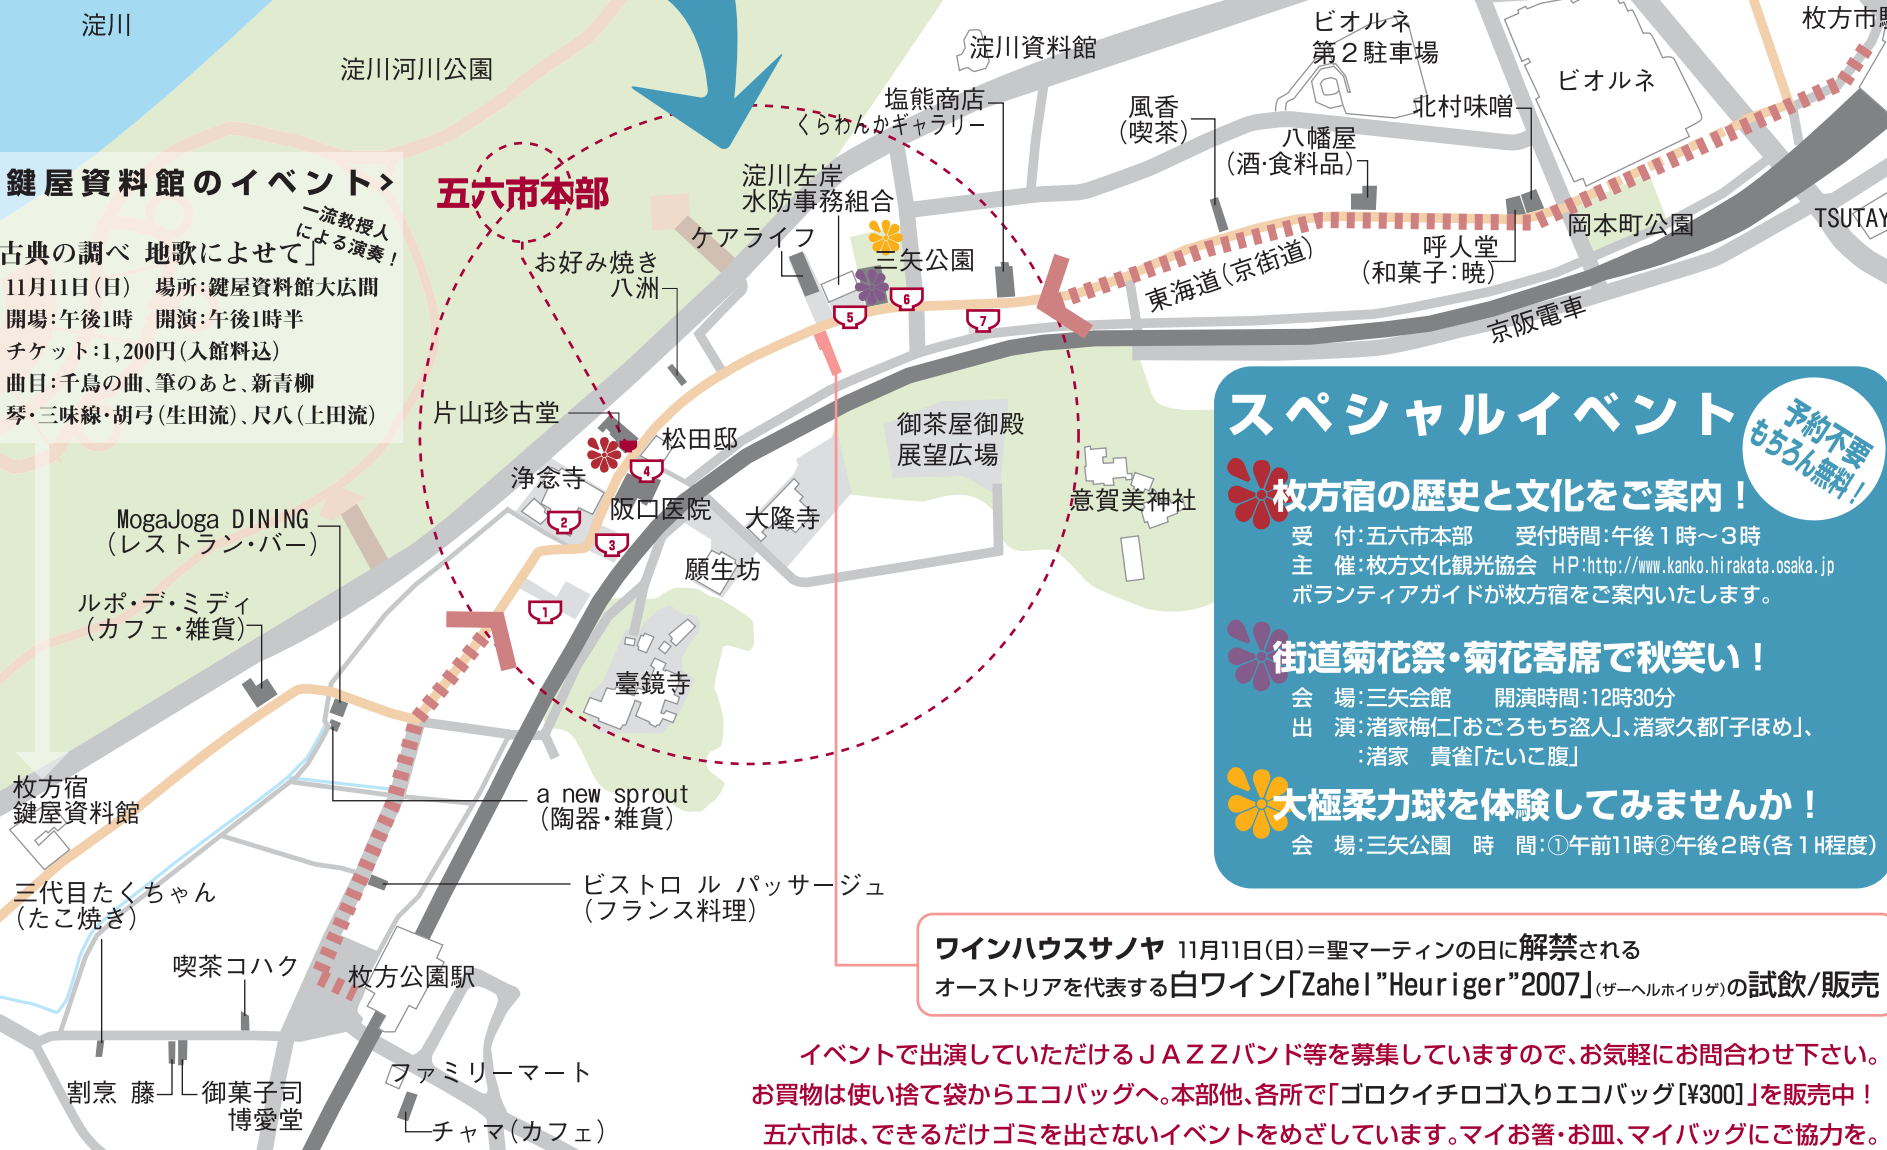 淀川
淀川河川公園
淀川資料館
ビオルネ
第２駐車場
ビオルネ
枚方市
塩熊商店
くらわんかギャラリー
風香
（喫茶）
北村味噌
八幡屋
（酒・食料品）
鍵屋資料館のイベント>
一流教授人
による演奏！
古典の調べ 地歌によせて」
11月11日（日）　場所：鍵屋資料館大広間
開場：午後1時　開演：午後1時半
チケット：1,200円（入館料込）
曲目：千鳥の曲、筆のあと、新青柳
琴・三味線・胡弓（生田流）、尺八（上田流）
五六市本部
淀川左岸
水防事務組合
ケアライフ
三矢公園
お好み焼き
八洲
岡本町公園
TSUTAY
呼人堂
（和菓子：暁）
東海道（京街道）
京阪電車
5
6
7
片山珍古堂
松田邸
4
浄念寺
阪口医院
2
3
大隆寺
願生坊
1
御茶屋御殿
展望広場
意賀美神社
臺鏡寺
MogaJoga DINING
（レストラン・バー）
ルポ・デ・ミディ
（カフェ・雑貨）
枚方宿
鍵屋資料館
a new sprout
（陶器・雑貨）
三代目たくちゃん
（たこ焼き）
ビストロ ル パッサージュ
（フランス料理）
喫茶コハク
枚方公園駅
割烹 藤
御菓子司
博愛堂
ファミリーマート
チャマ（カフェ）
スペシャルイベント
予約不要
もちろん無料！
枚方宿の歴史と文化をご案内！
受　付：五六市本部　　受付時間：午後１時〜３時
主　催：枚方文化観光協会　HP：http://www.kanko.hirakata.osaka.jp
ボランティアガイドが枚方宿をご案内いたします。
街道菊花祭・菊花寄席で秋笑い！
会　場：三矢会館　　開演時間：12時30分
出　演：渚家梅仁「おごろもち盗人」、渚家久都「子ほめ」、
：渚家　貴雀「たいこ腹」
大極柔力球を体験してみませんか！
会　場：三矢公園　時　間：①午前11時②午後２時（各１H程度）
ワインハウスサノヤ 11月11日（日）＝聖マーティンの日に解禁される
オーストリアを代表する白ワイン「Zahel”Heuriger”2007」（ザーヘルホイリゲ）の試飲/販売
イベントで出演していただけるＪＡＺＺバンド等を募集していますので、お気軽にお問合わせ下さい。
お買物は使い捨て袋からエコバッグへ。本部他、各所で「ゴロクイチロゴ入りエコバッグ[¥300]」を販売中！
五六市は、できるだけゴミを出さないイベントをめざしています。マイお箸・お皿、マイバッグにご協力を。